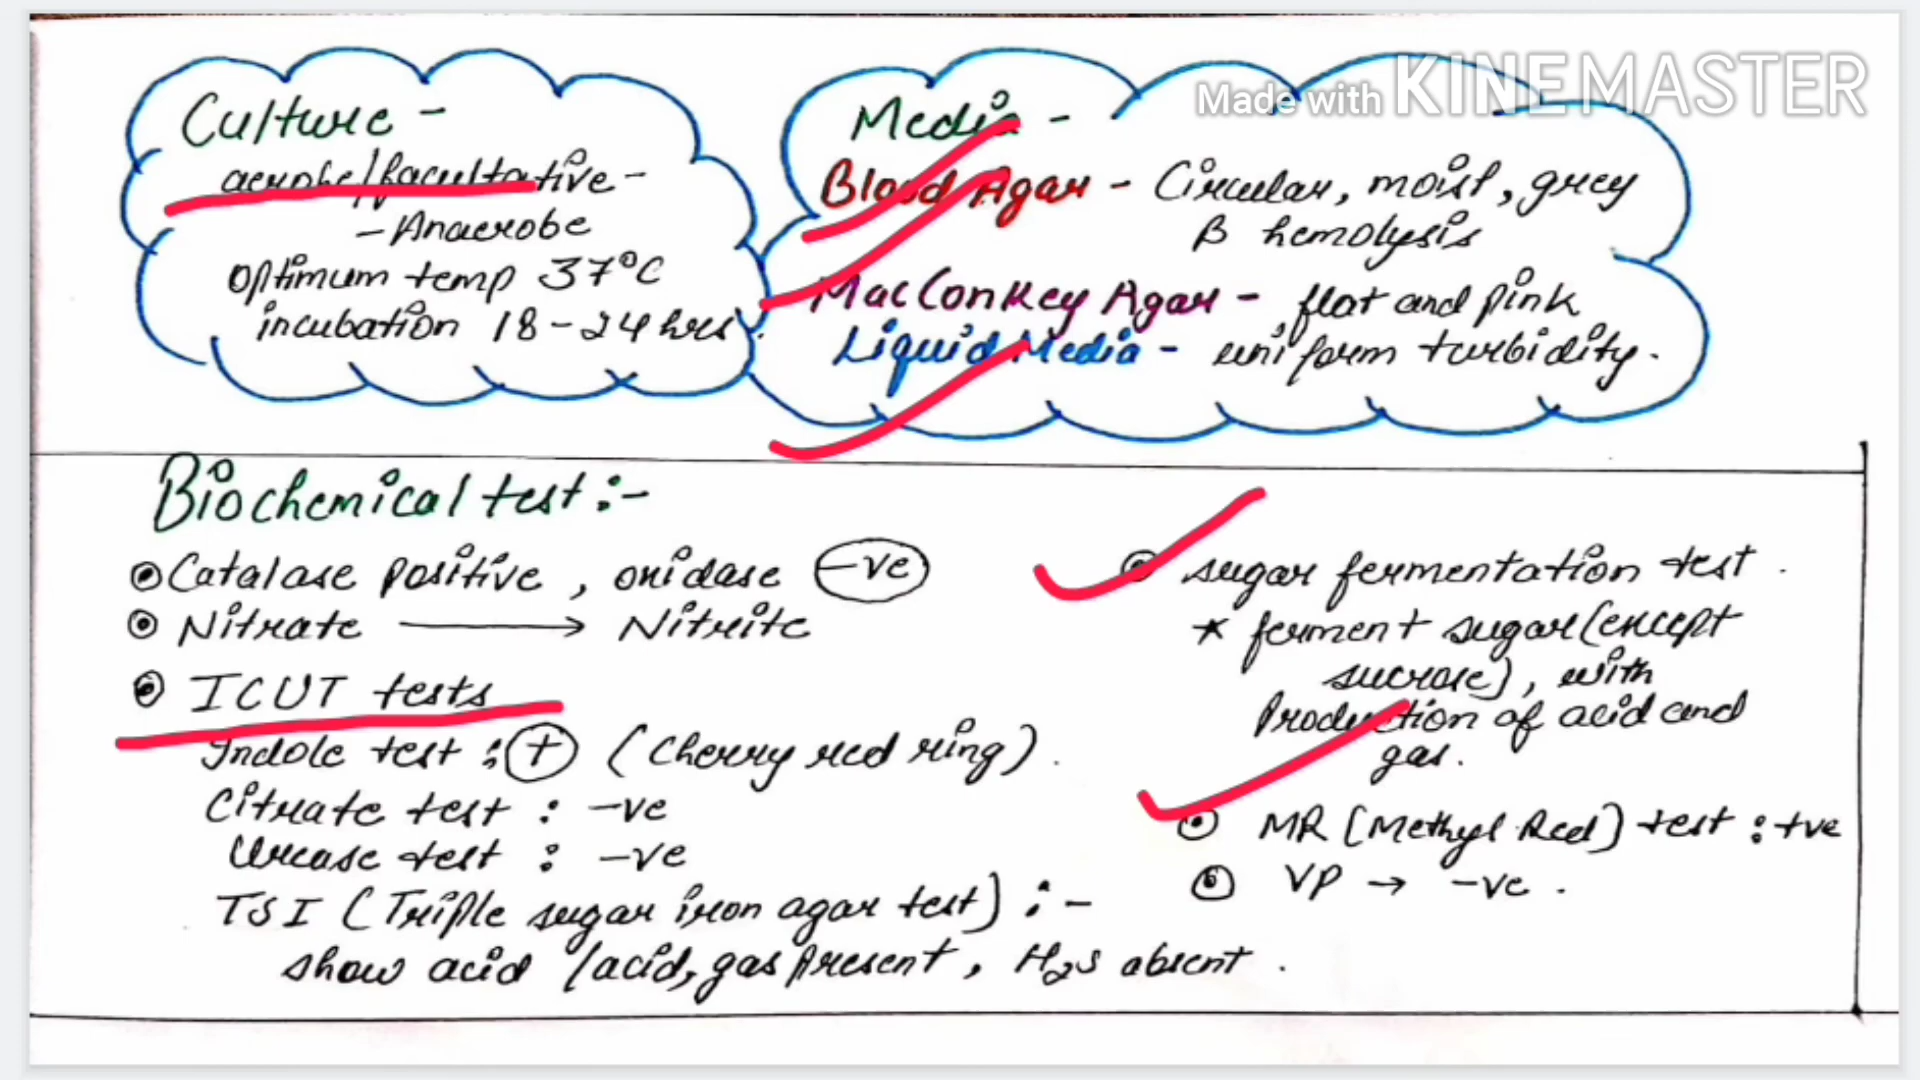 Made with KINEMASTER
Culture -
aerobe/facultative -
- Anaerobe
optimum temp 37°C
incubation 18-24 hrs.
Media -
Blood Agar - Circular, moist, grey
β hemolysis
MacConkey Agar - flat and pink
Liquid Media - uniform turbidity.
Biochemical test :-
Catalase positive, oxidase -ve
Nitrate → Nitrite
ICUT tests
Indole test : + (Cherry red ring).
Citrate test : -ve
Urease test : -ve
TSI (Triple sugar iron agar test) :-
show acid /acid, gas present, H2S absent.
sugar fermentation test.
* ferment sugar (except
sucrose), with
Production of acid and
gas.
MR [Methyl Red] test : +ve
VP → -ve.